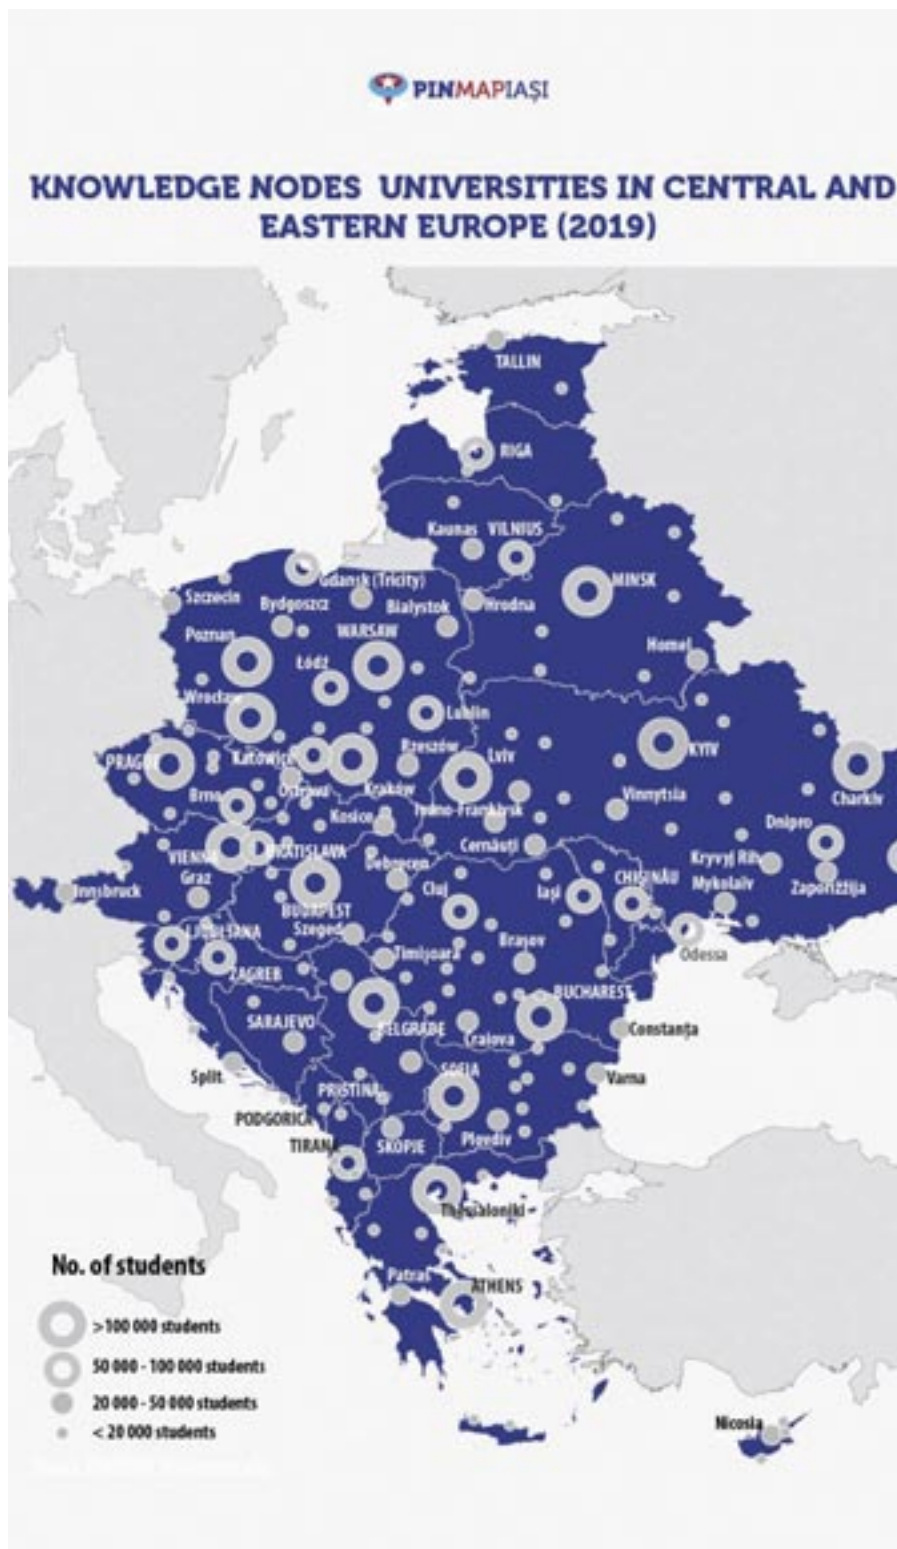 PINMAPIAȘI
KNOWLEDGE NODES UNIVERSITIES IN CENTRAL AND
EASTERN EUROPE (2019)
TALLIN
RIGA
Kaunas VILNIUS
Gdansk (Tricity)
MINSK
Szczecin
Bydgoszcz
Bialystok
Hrodna
Poznan
WARSAW
Homel
Łódź
Wrocław
Lublin
PRAGUE
Katowice
Rzeszów
Lviv
KYIV
Ostrava
Kraków
Charkiv
Brno
Kosice
Ivano-Frankivsk
Vinnytsia
Dnipro
VIENNA
BRATISLAVA
Cernăuți
Debrecen
Kryvyj Rih
Innsbruck
Graz
Cluj
Iași
CHIȘINĂU
Mykolaïv
Zaporižžija
BUDAPEST
LJUBLJANA
Szeged
Brașov
Odessa
ZAGREB
Timișoara
BUCHAREST
SARAJEVO
BELGRADE
Craiova
Constanța
Split
SOFIA
Varna
PRIŠTINA
PODGORICA
TIRANA
SKOPJE
Plovdiv
Thessaloniki
No. of students
Patras
ATHENS
>100 000 students
50 000 - 100 000 students
20 000 - 50 000 students
< 20 000 students
Nicosia